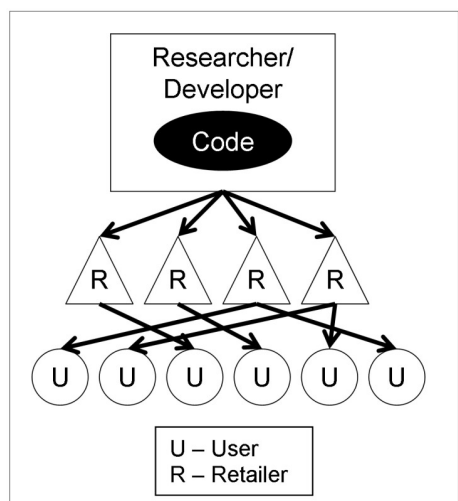 Researcher/
Developer
Code
R R R R
U U U U U U
U – User
R – Retailer